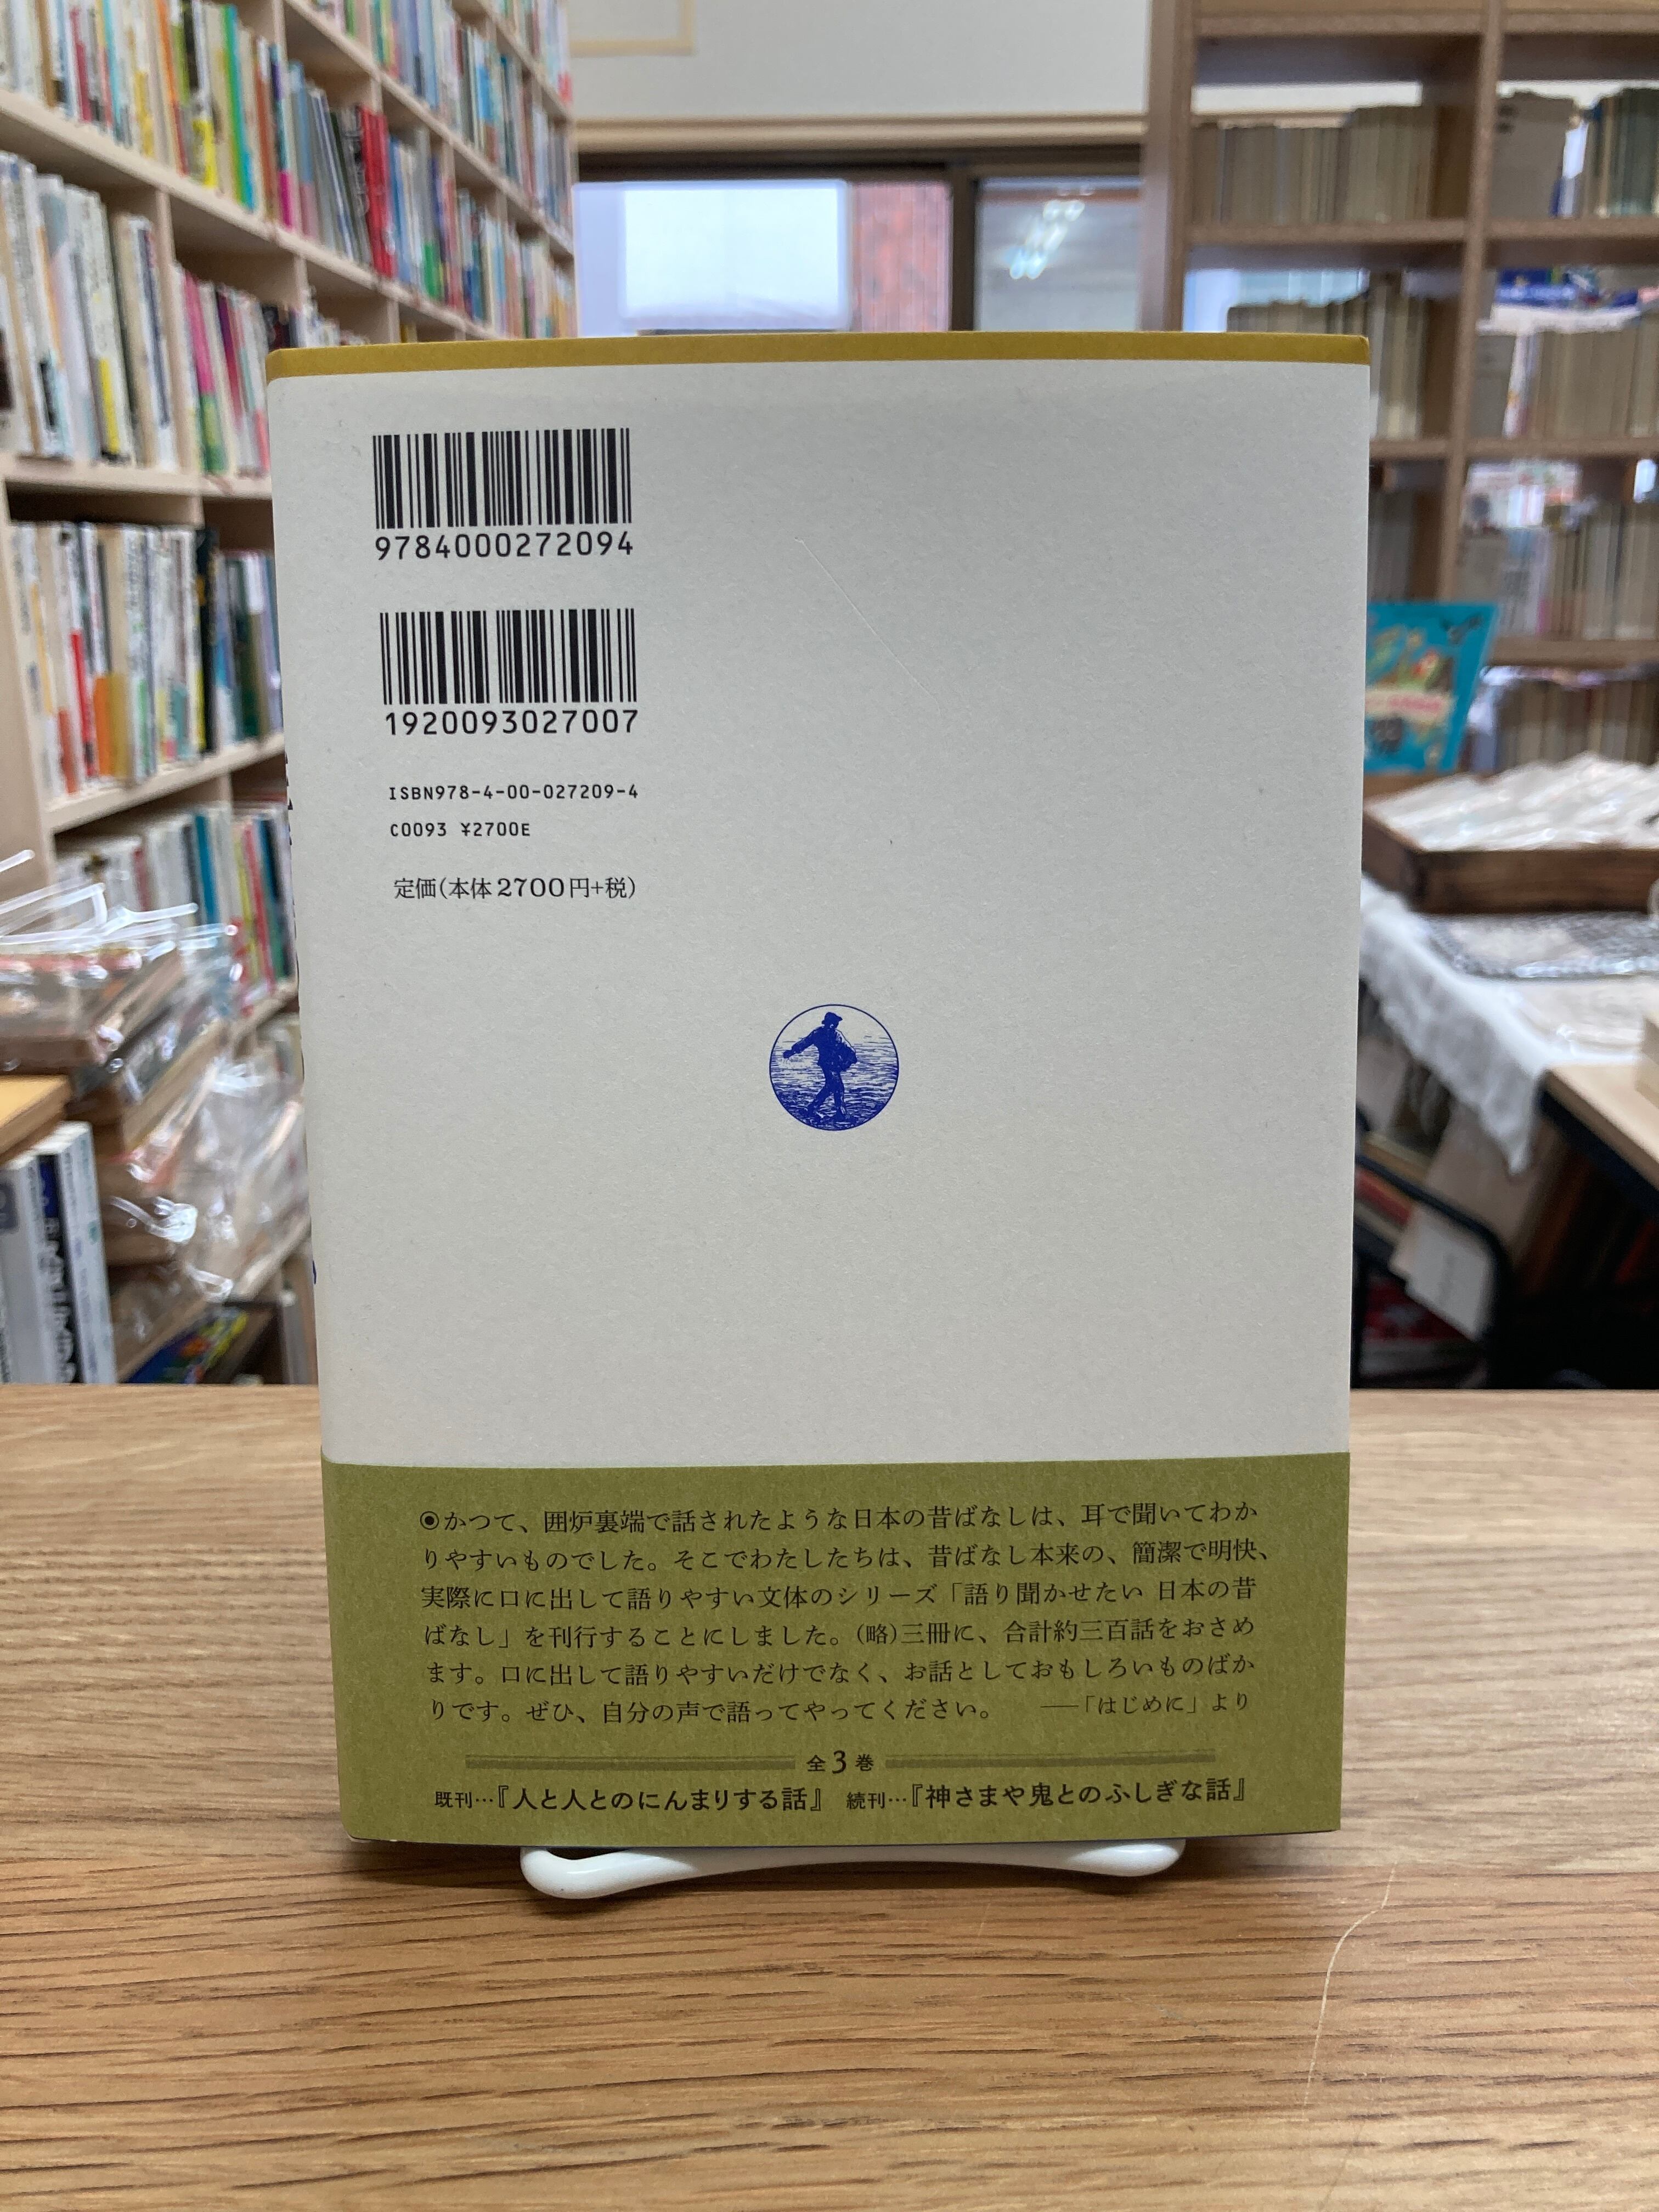 9784000272094
1920093027007
ISBN978-4-00-027209-4
C0093 ¥2700E
定価(本体2700円+税)
◉かつて、囲炉裏端で話されたような日本の昔ばなしは、耳で聞いてわか
りやすいものでした。そこでわたしたちは、昔ばなし本来の、簡潔で明快、
実際に口に出して語りやすい文体のシリーズ「語り聞かせたい 日本の昔
ばなし」を刊行することにしました。(略)三冊に、合計約三百話をおさめ
ます。口に出して語りやすいだけでなく、お話としておもしろいものばか
りです。ぜひ、自分の声で語ってやってください。 ――「はじめに」より
全3巻
既刊…『人と人とのにんまりする話』 続刊…『神さまや鬼とのふしぎな話』